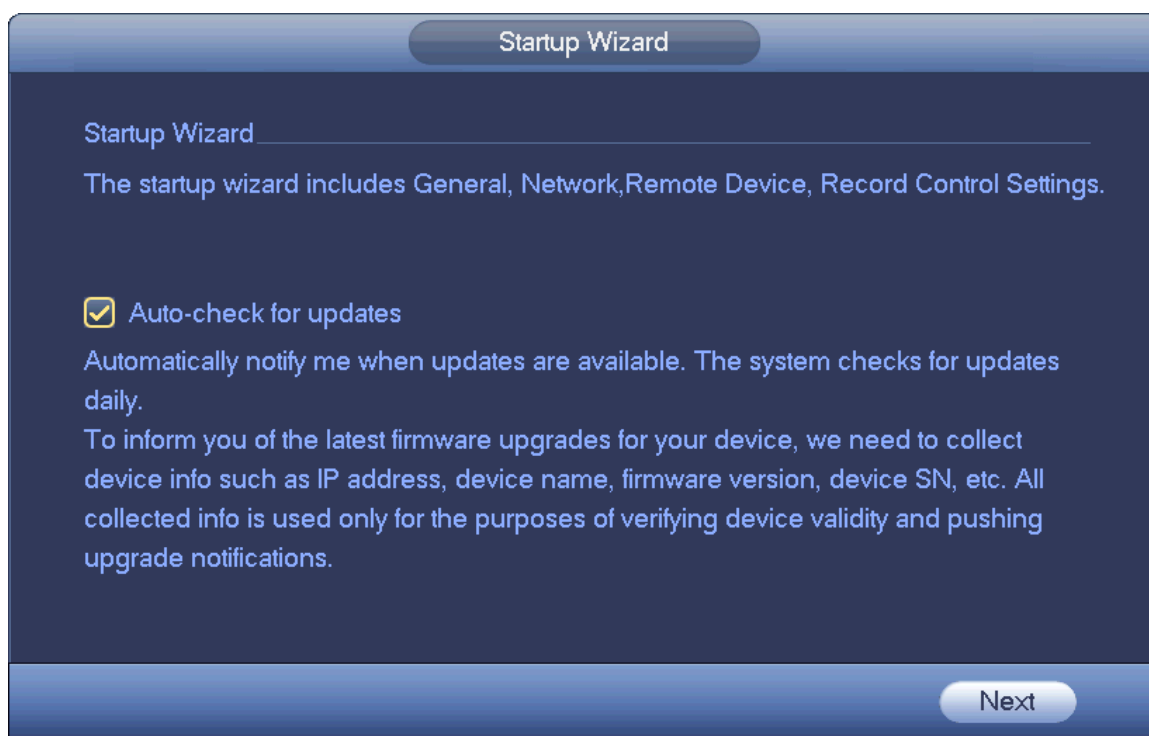 Startup Wizard
Startup Wizard
The startup wizard includes General, Network,Remote Device, Record Control Settings.
Auto-check for updates
Automatically notify me when updates are available. The system checks for updates
daily.
To inform you of the latest firmware upgrades for your device, we need to collect
device info such as IP address, device name, firmware version, device SN, etc. All
collected info is used only for the purposes of verifying device validity and pushing
upgrade notifications.
Next